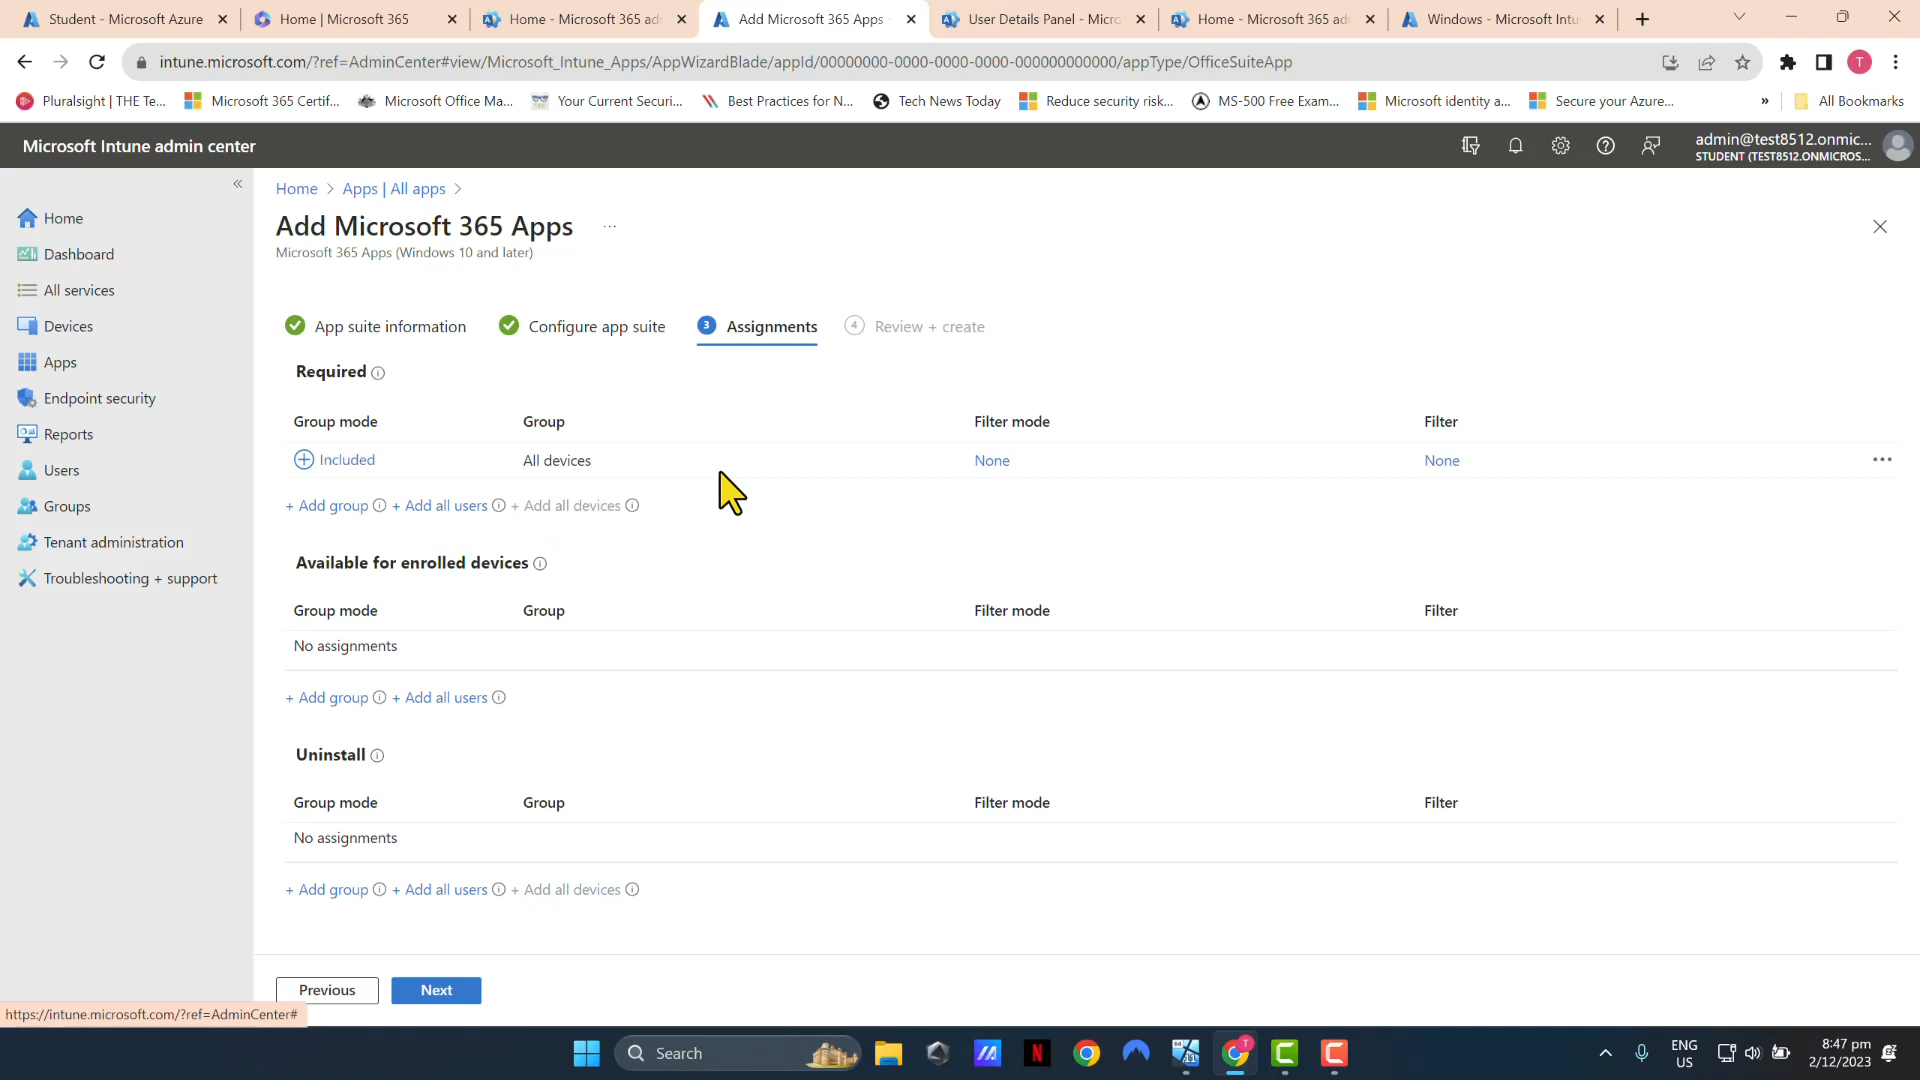 Student - Microsoft Azure
Home | Microsoft 365
Home - Microsoft 365 ad
Add Microsoft 365 Apps -
User Details Panel - Micro
Home - Microsoft 365 ad
Windows - Microsoft Intu
intune.microsoft.com/?ref=AdminCenter#view/Microsoft_Intune_Apps/AppWizardBlade/appId/00000000-0000-0000-0000-000000000000/appType/OfficeSuiteApp
T
Pluralsight | THE Te...
Microsoft 365 Certif...
Microsoft Office Ma...
Your Current Securi...
Best Practices for N...
Tech News Today
Reduce security risk...
MS-500 Free Exam...
Microsoft identity a...
Secure your Azure...
»
All Bookmarks
Microsoft Intune admin center
admin@test8512.onmic...
STUDENT (TEST8512.ONMICROS...
«
Home
Dashboard
All services
Devices
Apps
Endpoint security
Reports
Users
Groups
Tenant administration
Troubleshooting + support
Home > Apps | All apps >
Add Microsoft 365 Apps ...
Microsoft 365 Apps (Windows 10 and later)
App suite information
Configure app suite
3 Assignments
4 Review + create
Required
Group mode Group Filter mode Filter
Included All devices None None ...
+ Add group + Add all users + Add all devices
Available for enrolled devices
Group mode Group Filter mode Filter
No assignments
+ Add group + Add all users
Uninstall
Group mode Group Filter mode Filter
No assignments
+ Add group + Add all users + Add all devices
Previous Next
https://intune.microsoft.com/?ref=AdminCenter#
Search
ENG
US
8:47 pm
2/12/2023